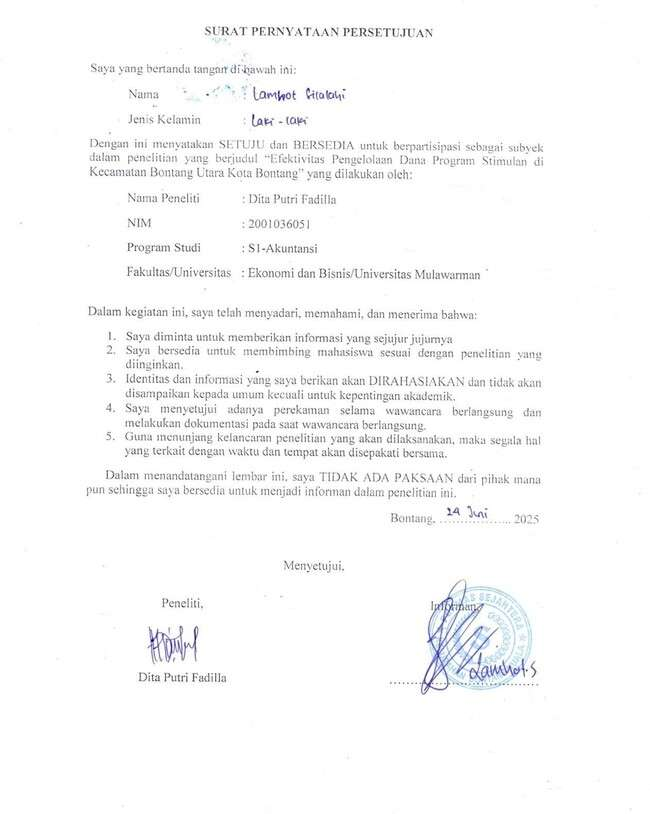 SURAT PERNYATAAN PERSETUJUAN
Saya yang bertanda tangan di bawah ini:
Nama : Lambot Silalahi
Jenis Kelamin : Laki - laki
Dengan ini menyatakan SETUJU dan BERSEDIA untuk berpartisipasi sebagai subyek
dalam penelitian yang berjudul “Efektivitas Pengelolaan Dana Program Stimulan di
Kecamatan Bontang Utara Kota Bontang” yang dilakukan oleh:
Nama Peneliti : Dita Putri Fadilla
NIM : 2001036051
Program Studi : S1-Akuntansi
Fakultas/Universitas : Ekonomi dan Bisnis/Universitas Mulawarman
Dalam kegiatan ini, saya telah menyadari, memahami, dan menerima bahwa:
1. Saya diminta untuk memberikan informasi yang sejujur jujurnya
2. Saya bersedia untuk membimbing mahasiswa sesuai dengan penelitian yang
diinginkan.
3. Identitas dan informasi yang saya berikan akan DIRAHASIAKAN dan tidak akan
disampaikan kepada umum kecuali untuk kepentingan akademik.
4. Saya menyetujui adanya perekaman selama wawancara berlangsung dan
melakukan dokumentasi pada saat wawancara berlangsung.
5. Guna menunjang kelancaran penelitian yang akan dilaksanakan, maka segala hal
yang terkait dengan waktu dan tempat akan disepakati bersama.
Dalam menandatangani lembar ini, saya TIDAK ADA PAKSAAN dari pihak mana
pun sehingga saya bersedia untuk menjadi informan dalam penelitian ini.
Bontang, 24 Juni 2025
Menyetujui,
Peneliti, Informan,
SEJAHTERA
Lambot.S
Dita Putri Fadilla